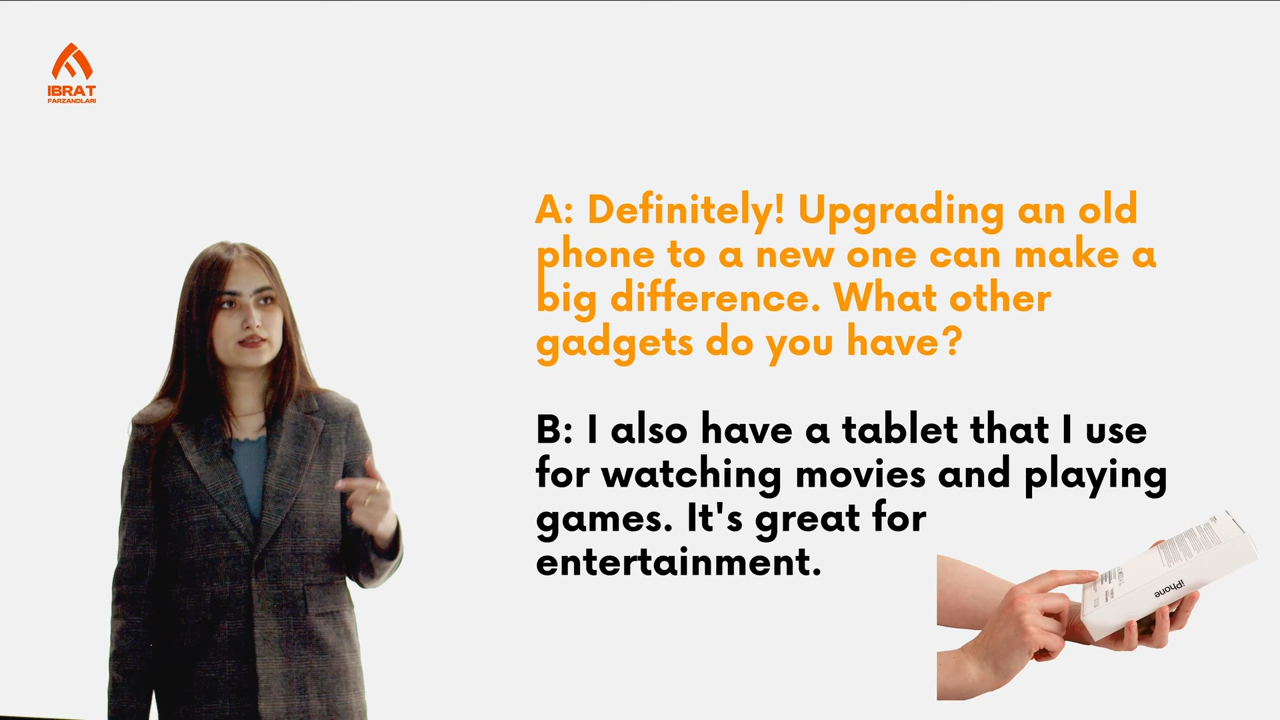 IBRAT
FARZANDLARI
A: Definitely! Upgrading an old
phone to a new one can make a
big difference. What other
gadgets do you have?
B: I also have a tablet that I use
for watching movies and playing
games. It's great for
entertainment.
iPhone